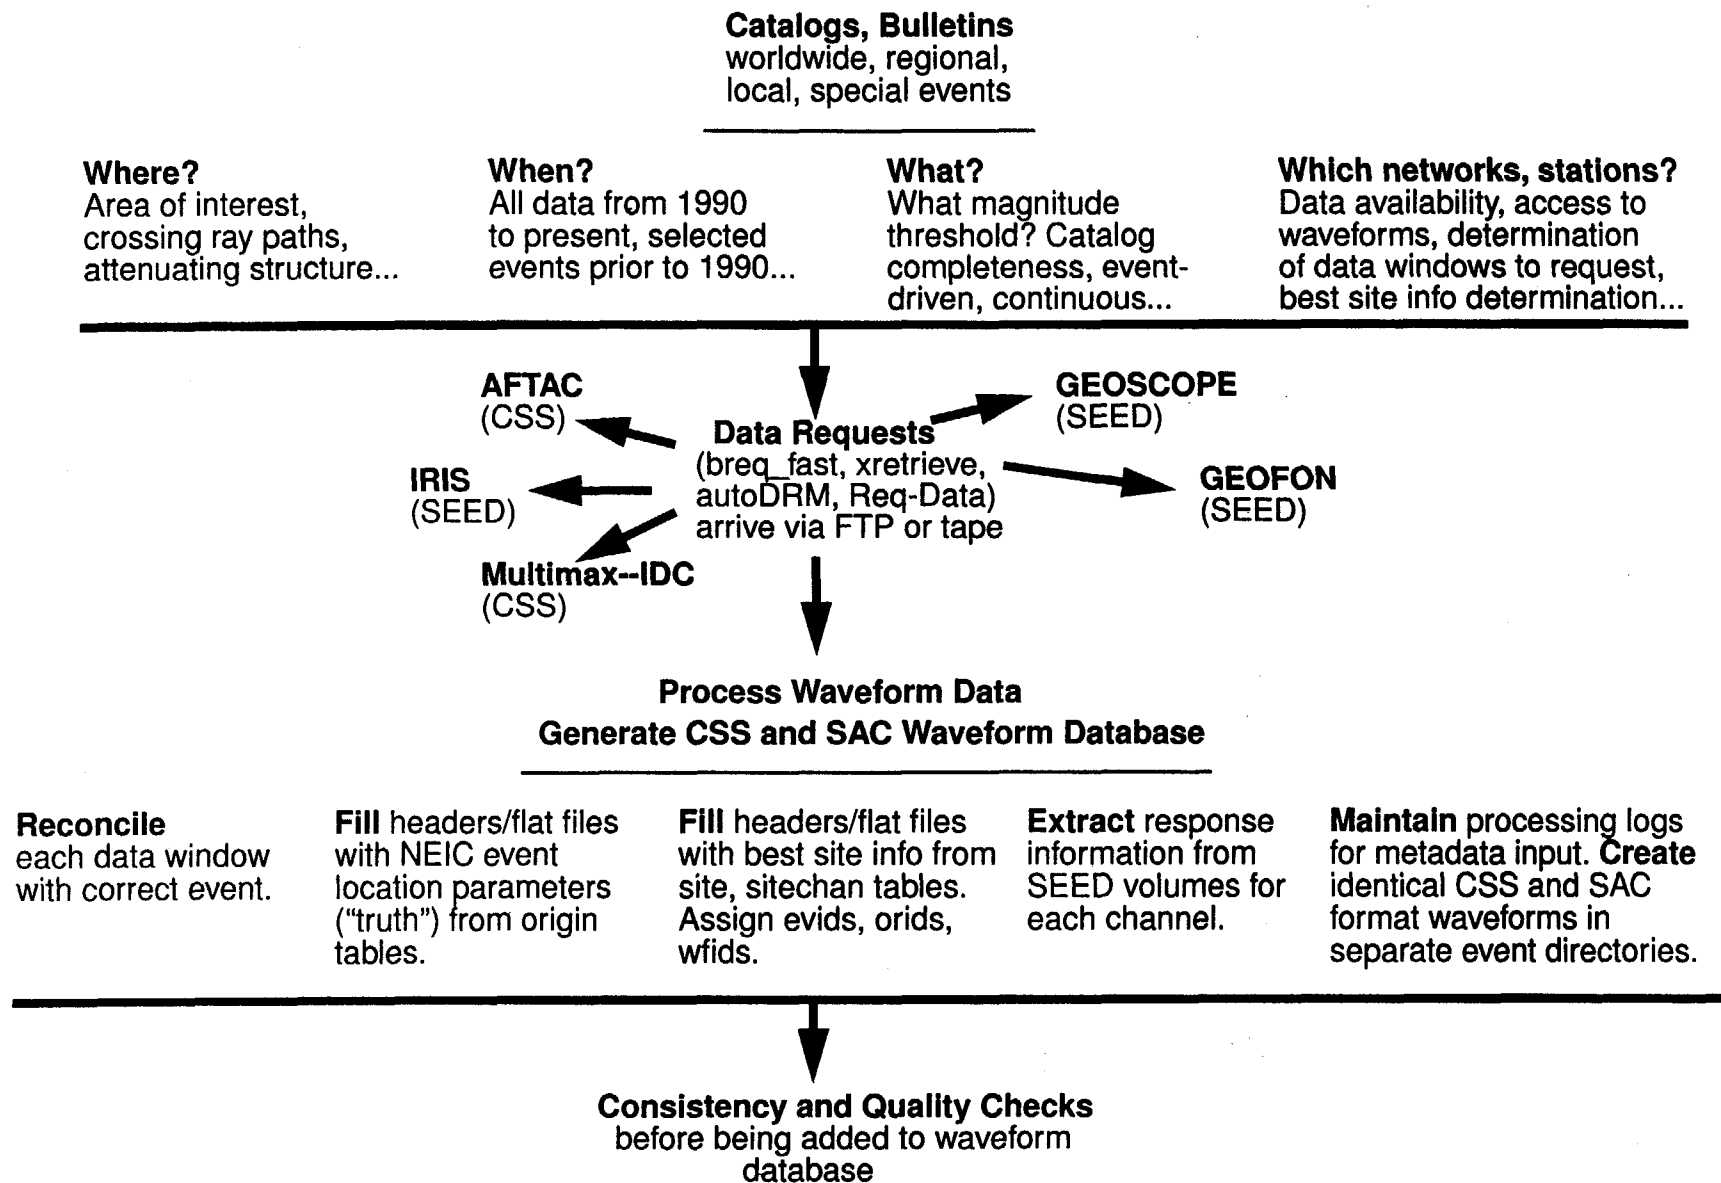 Catalogs, Bulletins
worldwide, regional,
local, special events
Where?
Area of interest,
crossing ray paths,
attenuating structure...
When?
All data from 1990
to present, selected
events prior to 1990...
What?
What magnitude
threshold? Catalog
completeness, event-
driven, continuous...
Which networks, stations?
Data availability, access to
waveforms, determination
of data windows to request,
best site info determination...
AFTAC
(CSS)
IRIS
(SEED)
Multimax--IDC
(CSS)
Data Requests
(breq_fast, xretrieve,
autoDRM, Req-Data)
arrive via FTP or tape
GEOSCOPE
(SEED)
GEOFON
(SEED)
Process Waveform Data
Generate CSS and SAC Waveform Database
Reconcile
each data window
with correct event.
Fill headers/flat files
with NEIC event
location parameters
(“truth”) from origin
tables.
Fill headers/flat files
with best site info from
site, sitechan tables.
Assign evids, orids,
wfids.
Extract response
information from
SEED volumes for
each channel.
Maintain processing logs
for metadata input. Create
identical CSS and SAC
format waveforms in
separate event directories.
Consistency and Quality Checks
before being added to waveform
database